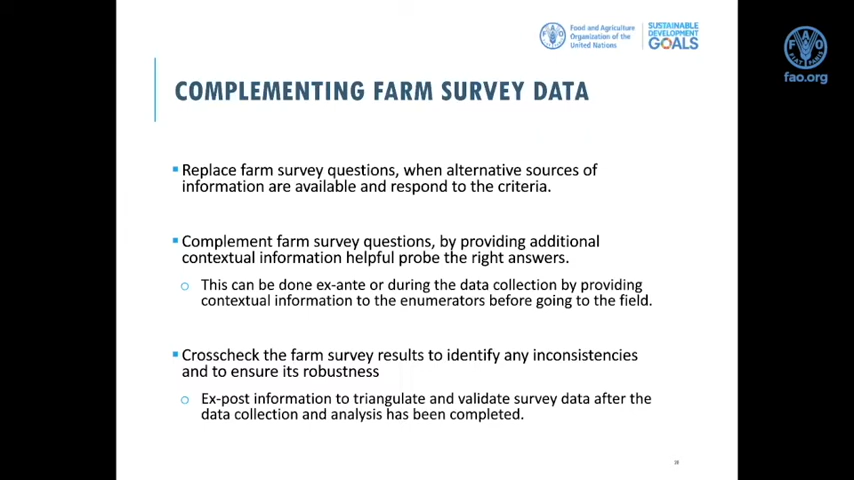 Food and Agriculture
Organization of the
United Nations
SUSTAINABLE
DEVELOPMENT
GOALS
FAO
FIAT PANIS
fao.org
COMPLEMENTING FARM SURVEY DATA
Replace farm survey questions, when alternative sources of
information are available and respond to the criteria.
Complement farm survey questions, by providing additional
contextual information helpful probe the right answers.
This can be done ex-ante or during the data collection by providing
contextual information to the enumerators before going to the field.
Crosscheck the farm survey results to identify any inconsistencies
and to ensure its robustness
Ex-post information to triangulate and validate survey data after the
data collection and analysis has been completed.